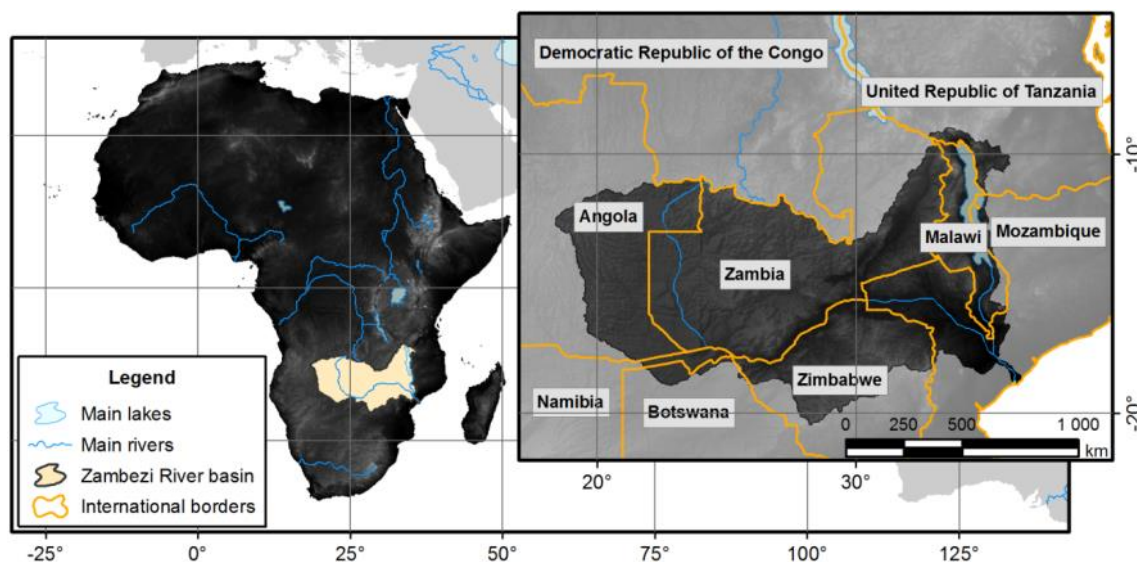 Democratic Republic of the Congo
United Republic of Tanzania
-10°
Angola
Malawi
Mozambique
Zambia
Zimbabwe
Namibia
Botswana
-20°
0 250 500 1 000
km
20° 30°
Legend
Main lakes
Main rivers
Zambezi River basin
International borders
-25° 0° 25° 50° 75° 100° 125°